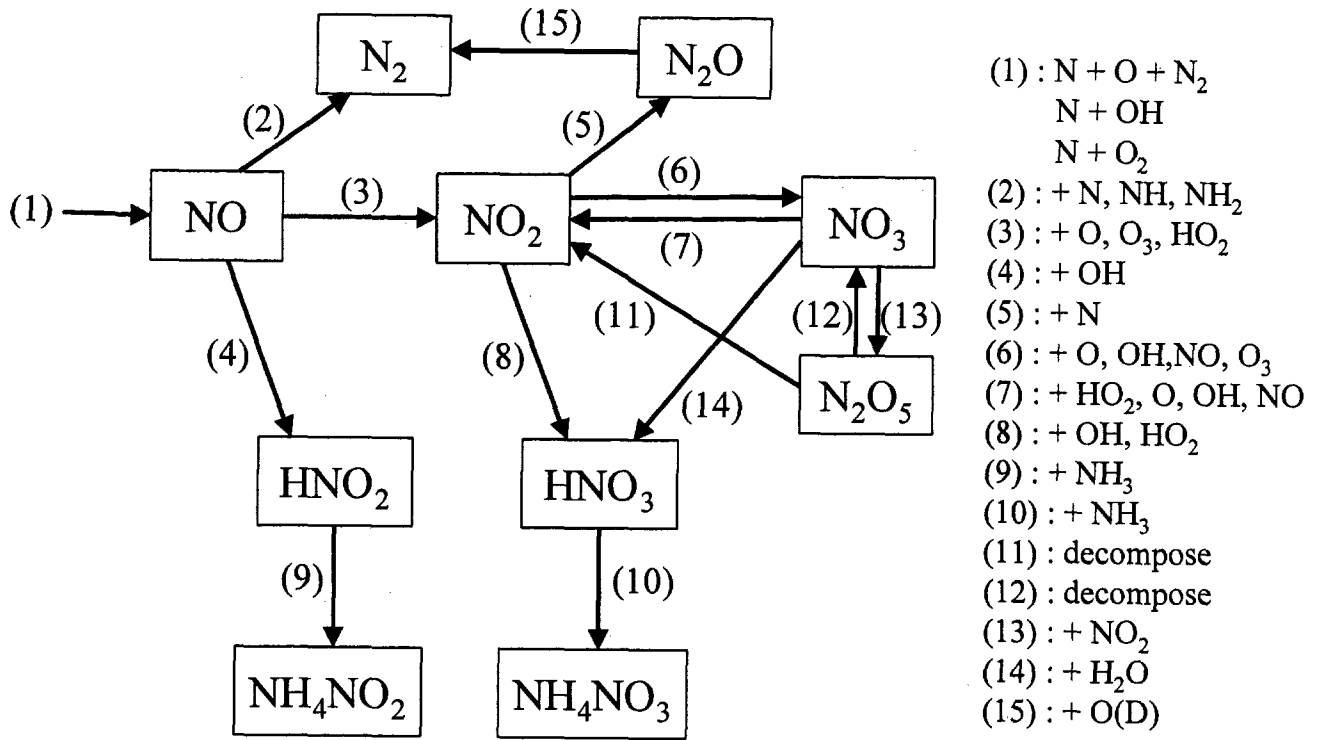 (15)
N₂
N₂O
(2)
(5)
(1)
NO
(3)
NO₂
(6)
(7)
NO₃
(4)
(8)
(11)
(12)
(13)
(14)
N₂O₅
HNO₂
HNO₃
(9)
(10)
NH₄NO₂
NH₄NO₃
(1) : N + O + N₂
N + OH
N + O₂
(2) : + N, NH, NH₂
(3) : + O, O₃, HO₂
(4) : + OH
(5) : + N
(6) : + O, OH,NO, O₃
(7) : + HO₂, O, OH, NO
(8) : + OH, HO₂
(9) : + NH₃
(10) : + NH₃
(11) : decompose
(12) : decompose
(13) : + NO₂
(14) : + H₂O
(15) : + O(D)